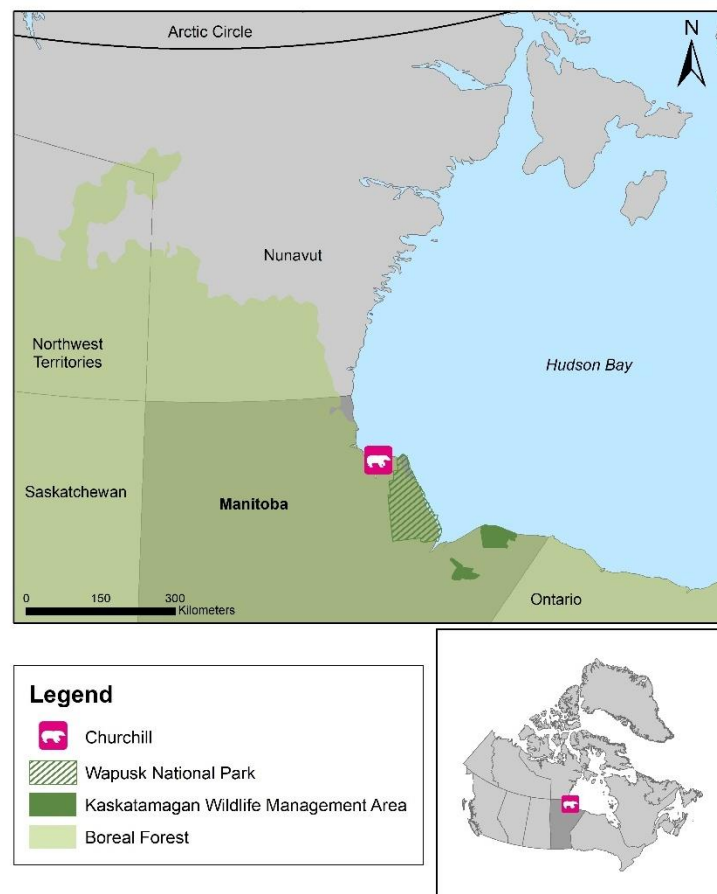 Arctic Circle
N
Nunavut
Northwest
Territories
Hudson Bay
Saskatchewan
Manitoba
0 150 300
Kilometers
Ontario
Legend
Churchill
Wapusk National Park
Kaskatamagan Wildlife Management Area
Boreal Forest